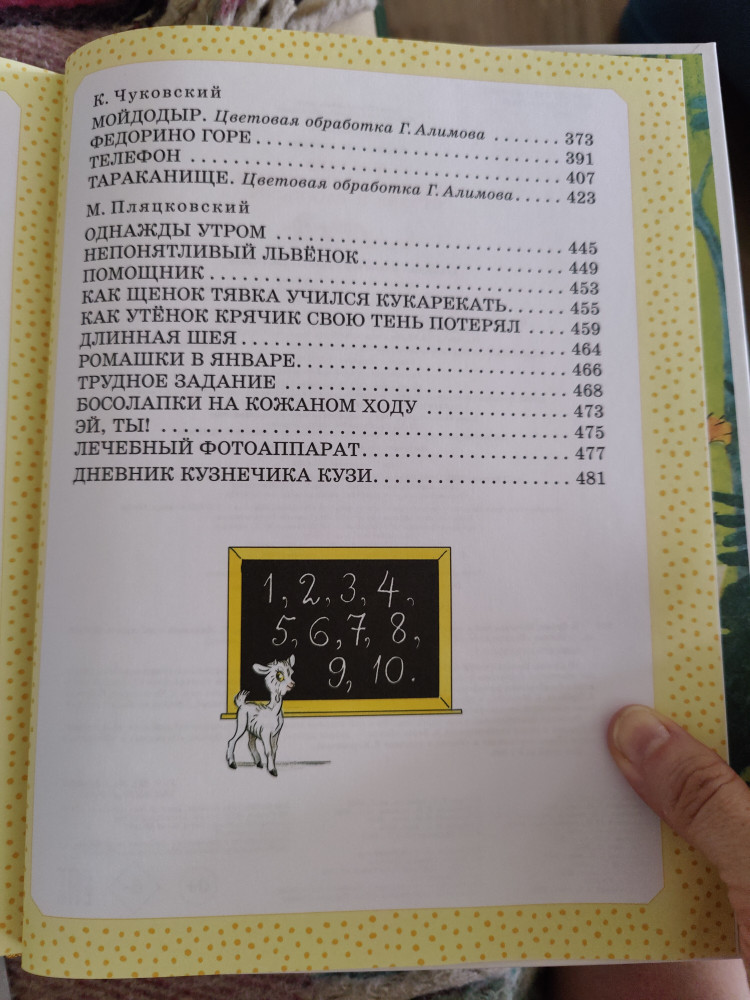 К. Чуковский
МОЙДОДЫР. Цветовая обработка Г. Алимова ....... 373
ФЕДОРИНО ГОРЕ ....... 391
ТЕЛЕФОН ....... 407
ТАРАКАНИЩЕ. Цветовая обработка Г. Алимова ..... 423
М. Пляцковский
ОДНАЖДЫ УТРОМ ....... 445
НЕПОНЯТЛИВЫЙ ЛЬВЁНОК ....... 449
ПОМОЩНИК ....... 453
КАК ЩЕНОК ТЯВКА УЧИЛСЯ КУКАРЕКАТЬ ...... 455
КАК УТЁНОК КРЯЧИК СВОЮ ТЕНЬ ПОТЕРЯЛ .... 459
ДЛИННАЯ ШЕЯ ....... 464
РОМАШКИ В ЯНВАРЕ ....... 466
ТРУДНОЕ ЗАДАНИЕ ....... 468
БОСОЛАПКИ НА КОЖАНОМ ХОДУ ....... 473
ЭЙ, ТЫ! ....... 475
ЛЕЧЕБНЫЙ ФОТОАППАРАТ ....... 477
ДНЕВНИК КУЗНЕЧИКА КУЗИ ....... 481
1, 2, 3, 4,
5, 6, 7, 8,
9, 10.